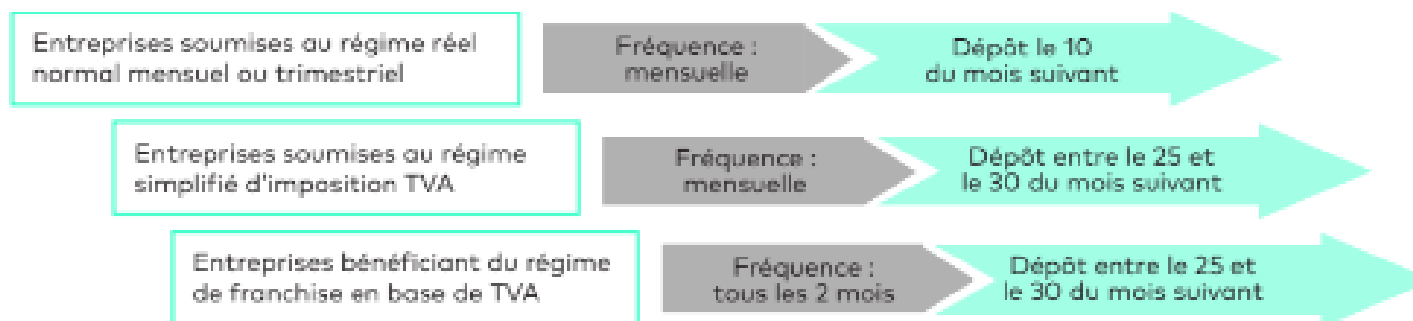 Entreprises soumises au régime réel
normal mensuel ou trimestriel
Fréquence :
mensuelle
Dépôt le 10
du mois suivant
Entreprises soumises au régime
simplifié d'imposition TVA
Fréquence :
mensuelle
Dépôt entre le 25 et
le 30 du mois suivant
Entreprises bénéficiant du régime
de franchise en base de TVA
Fréquence :
tous les 2 mois
Dépôt entre le 25 et
le 30 du mois suivant